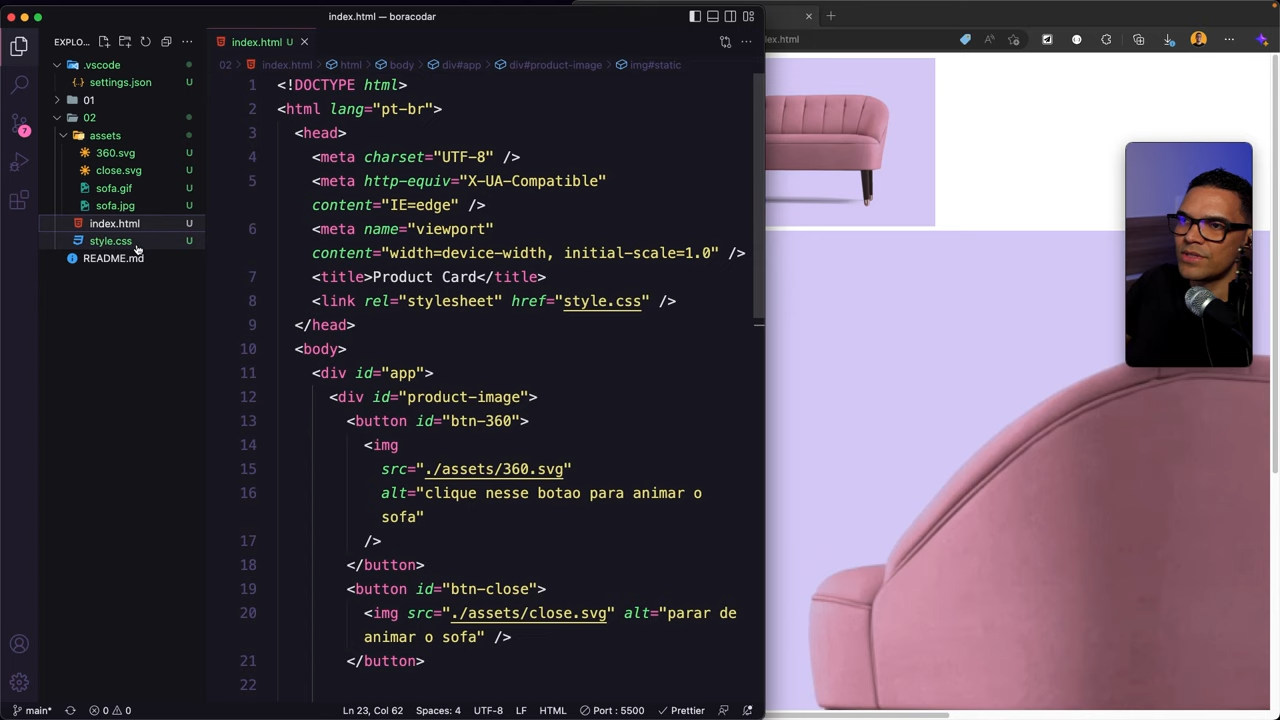 index.html — boracodar
EXPLO
index.html U
dex.html
.vscode
02 index.html html body div#app div#product-image img#static
settings.json U
01
02
assets
360.svg U
close.svg U
sofa.gif U
sofa.jpg U
index.html U
style.css U
README.md
7
1 <!DOCTYPE html>
2 <html lang="pt-br">
3 <head>
4 <meta charset="UTF-8" />
5 <meta http-equiv="X-UA-Compatible"
content="IE=edge" />
6 <meta name="viewport"
content="width=device-width, initial-scale=1.0" />
7 <title>Product Card</title>
8 <link rel="stylesheet" href="style.css" />
9 </head>
10 <body>
11 <div id="app">
12 <div id="product-image">
13 <button id="btn-360">
14 <img
15 src="./assets/360.svg"
16 alt="clique nesse botao para animar o
sofa"
17 />
18 </button>
19 <button id="btn-close">
20 <img src="./assets/close.svg" alt="parar de
animar o sofa" />
21 </button>
22
main* 0 0 Ln 23, Col 62 Spaces: 4 UTF-8 LF HTML Port : 5500 Prettier